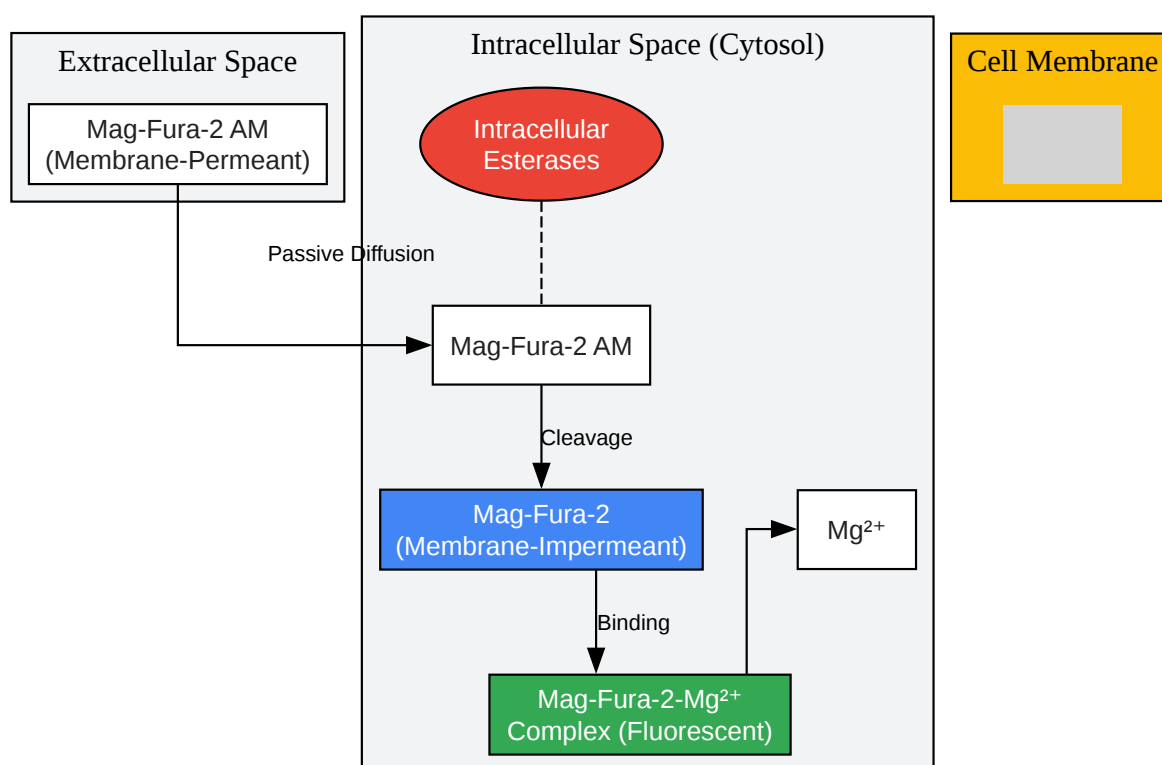 Extracellular Space
Mag-Fura-2 AM
(Membrane-Permeant)
Intracellular Space (Cytosol)
Intracellular
Esterases
Cell Membrane
Passive Diffusion
Mag-Fura-2 AM
Cleavage
Mag-Fura-2
(Membrane-Impermeant)
Mg²⁺
Binding
Mag-Fura-2-Mg²⁺
Complex (Fluorescent)